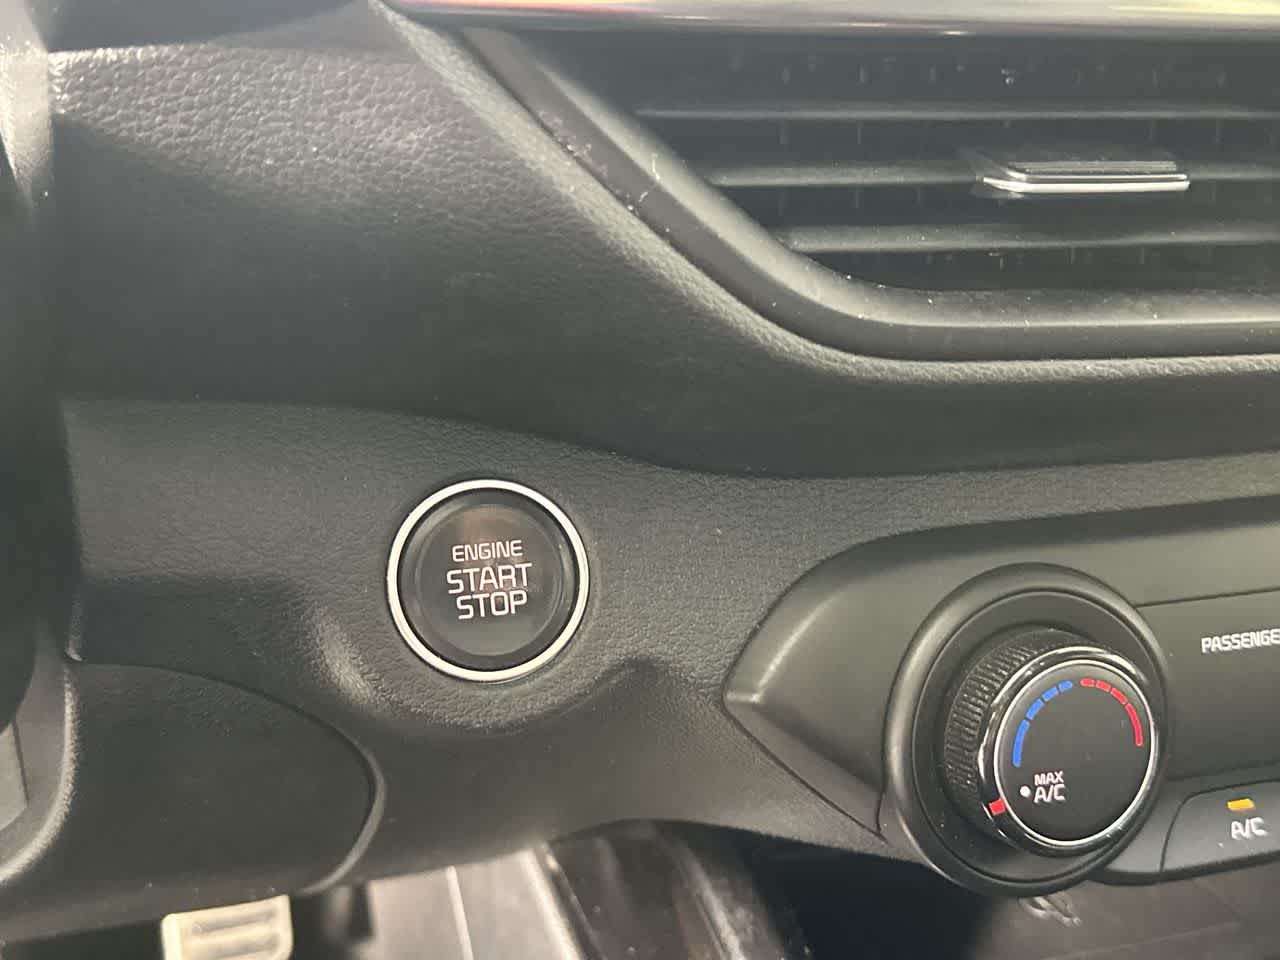 ENGINE
START
STOP
PASSENGE
MAX
A/C
A/C